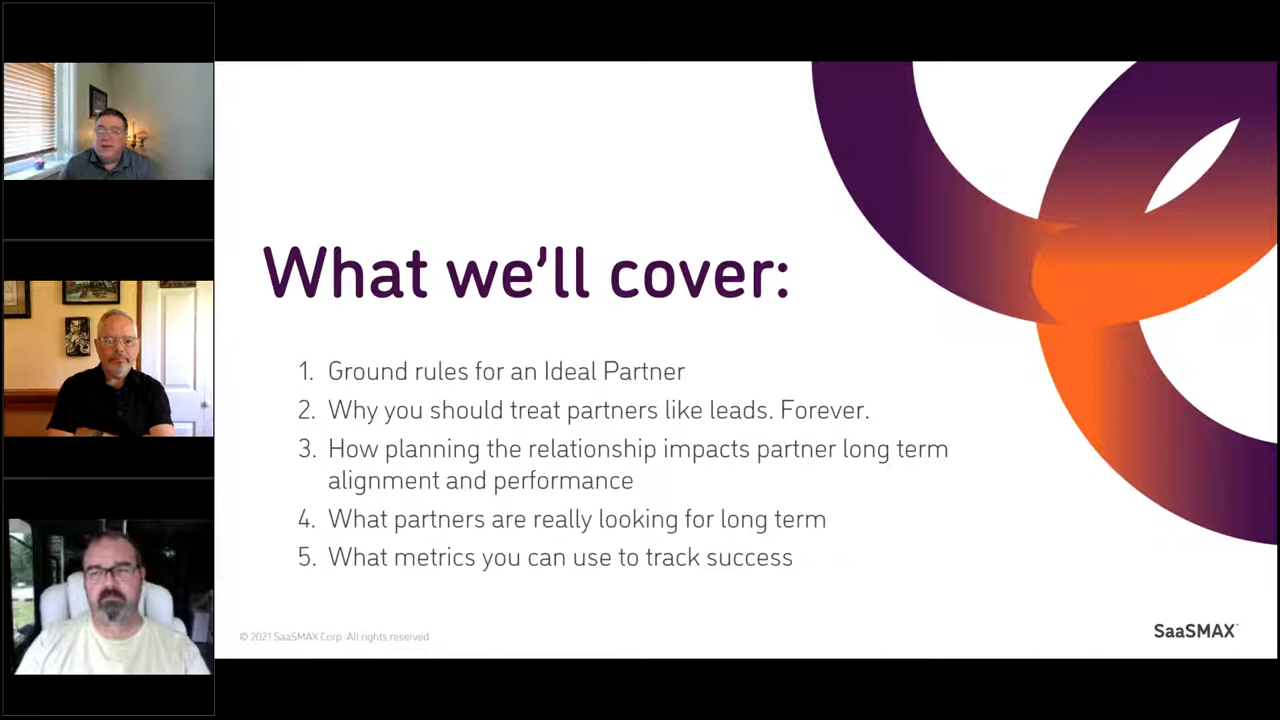 What we'll cover:
1. Ground rules for an Ideal Partner
2. Why you should treat partners like leads. Forever.
3. How planning the relationship impacts partner long term
alignment and performance
4. What partners are really looking for long term
5. What metrics you can use to track success
© 2021 SaaSMAX Corp. All rights reserved
SaaSMAX™